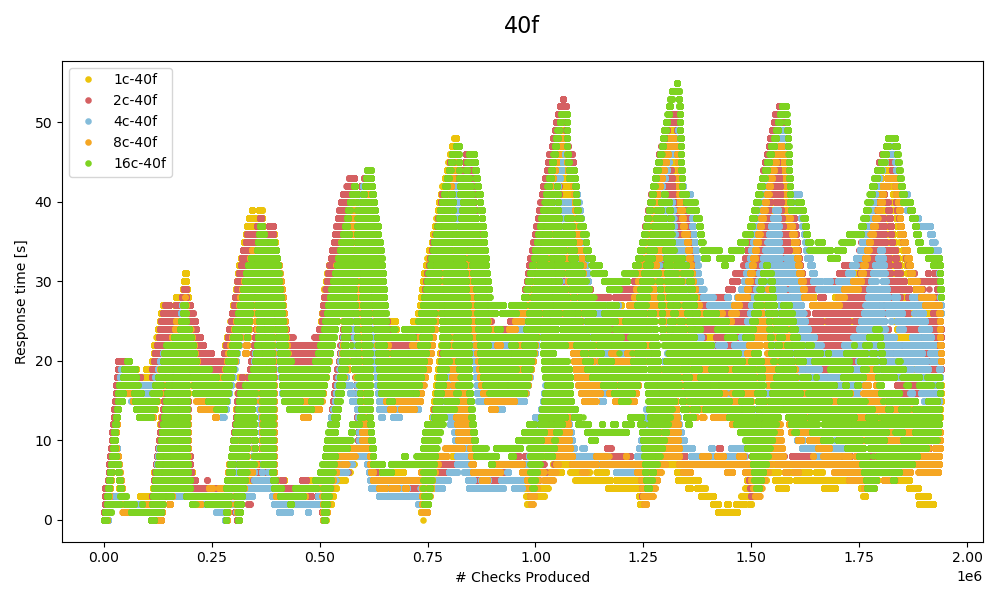 40f
1c-40f
2c-40f
4c-40f
8c-40f
16c-40f
Response time [s]
50
40
30
20
10
0
0.00 0.25 0.50 0.75 1.00 1.25 1.50 1.75 2.00
1e6
# Checks Produced